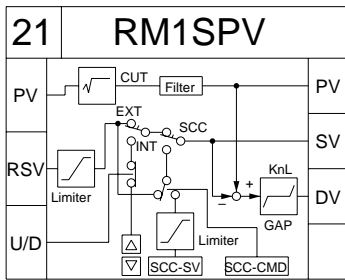 21 RM1SPV
PV
CUT
Filter
PV
EXT
SCC
SV
RSV
INT
Limiter
KnL
− +
DV
GAP
U/D
△
▽
Limiter
SCC-SV
SCC-CMD